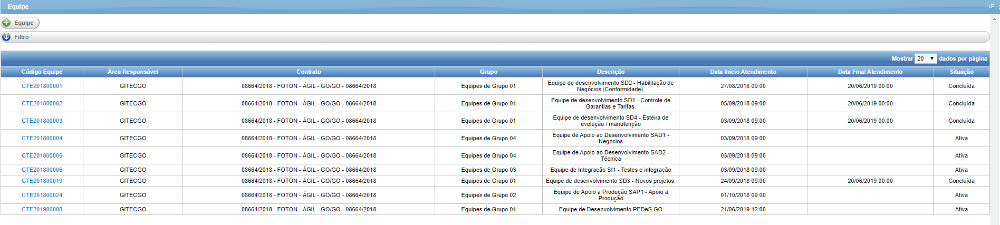 Equipe
Equipe
Filtro
Mostrar 20 dados por página
Código Equipe Área Responsável Contrato Grupo Descrição Data Início Atendimento Data Final Atendimento Situação
CTE201800001 GITECGO 08664/2018 - FOTON - ÁGIL - GO/GO - 08664/2018 Equipes de Grupo 01 Equipe de desenvolvimento SD2 - Habilitação de
Negócios (Conformidade). 27/08/2018 09:00 20/06/2019 00:00 Concluída
CTE201800002 GITECGO 08664/2018 - FOTON - ÁGIL - GO/GO - 08664/2018 Equipes de Grupo 01 Equipe de desenvolvimento SD1 - Controle de
Garantias e Tarifas. 05/09/2018 09:00 20/06/2019 00:00 Concluída
CTE201800003 GITECGO 08664/2018 - FOTON - ÁGIL - GO/GO - 08664/2018 Equipes de Grupo 01 Equipe de desenvolvimento SD4 - Esteira de
evolução / manutenção 03/09/2018 09:00 20/06/2019 00:00 Concluída
CTE201800004 GITECGO 08664/2018 - FOTON - ÁGIL - GO/GO - 08664/2018 Equipes de Grupo 04 Equipe de Apoio ao Desenvolvimento SAD1 -
Negócios 03/09/2018 09:00 Ativa
CTE201800005 GITECGO 08664/2018 - FOTON - ÁGIL - GO/GO - 08664/2018 Equipes de Grupo 04 Equipe de Apoio ao Desenvolvimento SAD2 -
Técnica 03/09/2018 09:00 Ativa
CTE201800006 GITECGO 08664/2018 - FOTON - ÁGIL - GO/GO - 08664/2018 Equipes de Grupo 03 Equipe de Integração SI1 - Testes e integração 03/09/2018 09:00 Ativa
CTE201800019 GITECGO 08664/2018 - FOTON - ÁGIL - GO/GO - 08664/2018 Equipes de Grupo 01 Equipe de desenvolvimento SD3 - Novos projetos. 24/09/2018 09:00 20/06/2019 00:00 Concluída
CTE201800024 GITECGO 08664/2018 - FOTON - ÁGIL - GO/GO - 08664/2018 Equipes de Grupo 02 Equipe de Apoio a Produção SAP1 - Apoio a
Produção 01/10/2018 09:00 Ativa
CTE201900008 GITECGO 08664/2018 - FOTON - ÁGIL - GO/GO - 08664/2018 Equipes de Grupo 01 Equipe de Desenvolvimento PEDeS GO 21/06/2019 12:00 Ativa